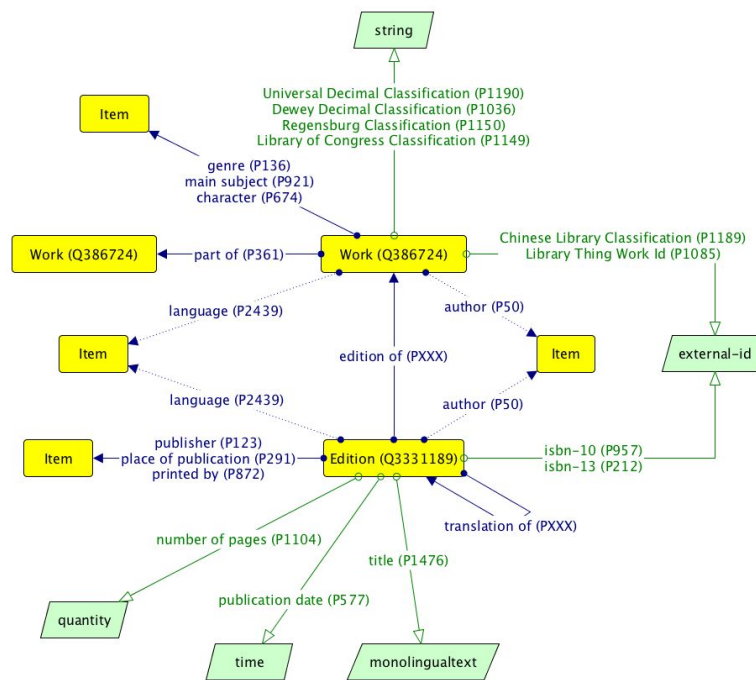 string
Universal Decimal Classification (P1190)
Dewey Decimal Classification (P1036)
Regensburg Classification (P1150)
Library of Congress Classification (P1149)
Item
genre (P136)
main subject (P921)
character (P674)
Work (Q386724)
part of (P361)
Work (Q386724)
Chinese Library Classification (P1189)
Library Thing Work Id (P1085)
language (P2439)
author (P50)
Item
edition of (PXXX)
Item
external-id
language (P2439)
author (P50)
Item
publisher (P123)
place of publication (P291)
printed by (P872)
Edition (Q3331189)
isbn-10 (P957)
isbn-13 (P212)
translation of (PXXX)
number of pages (P1104)
title (P1476)
publication date (P577)
quantity
time
monolingualtext